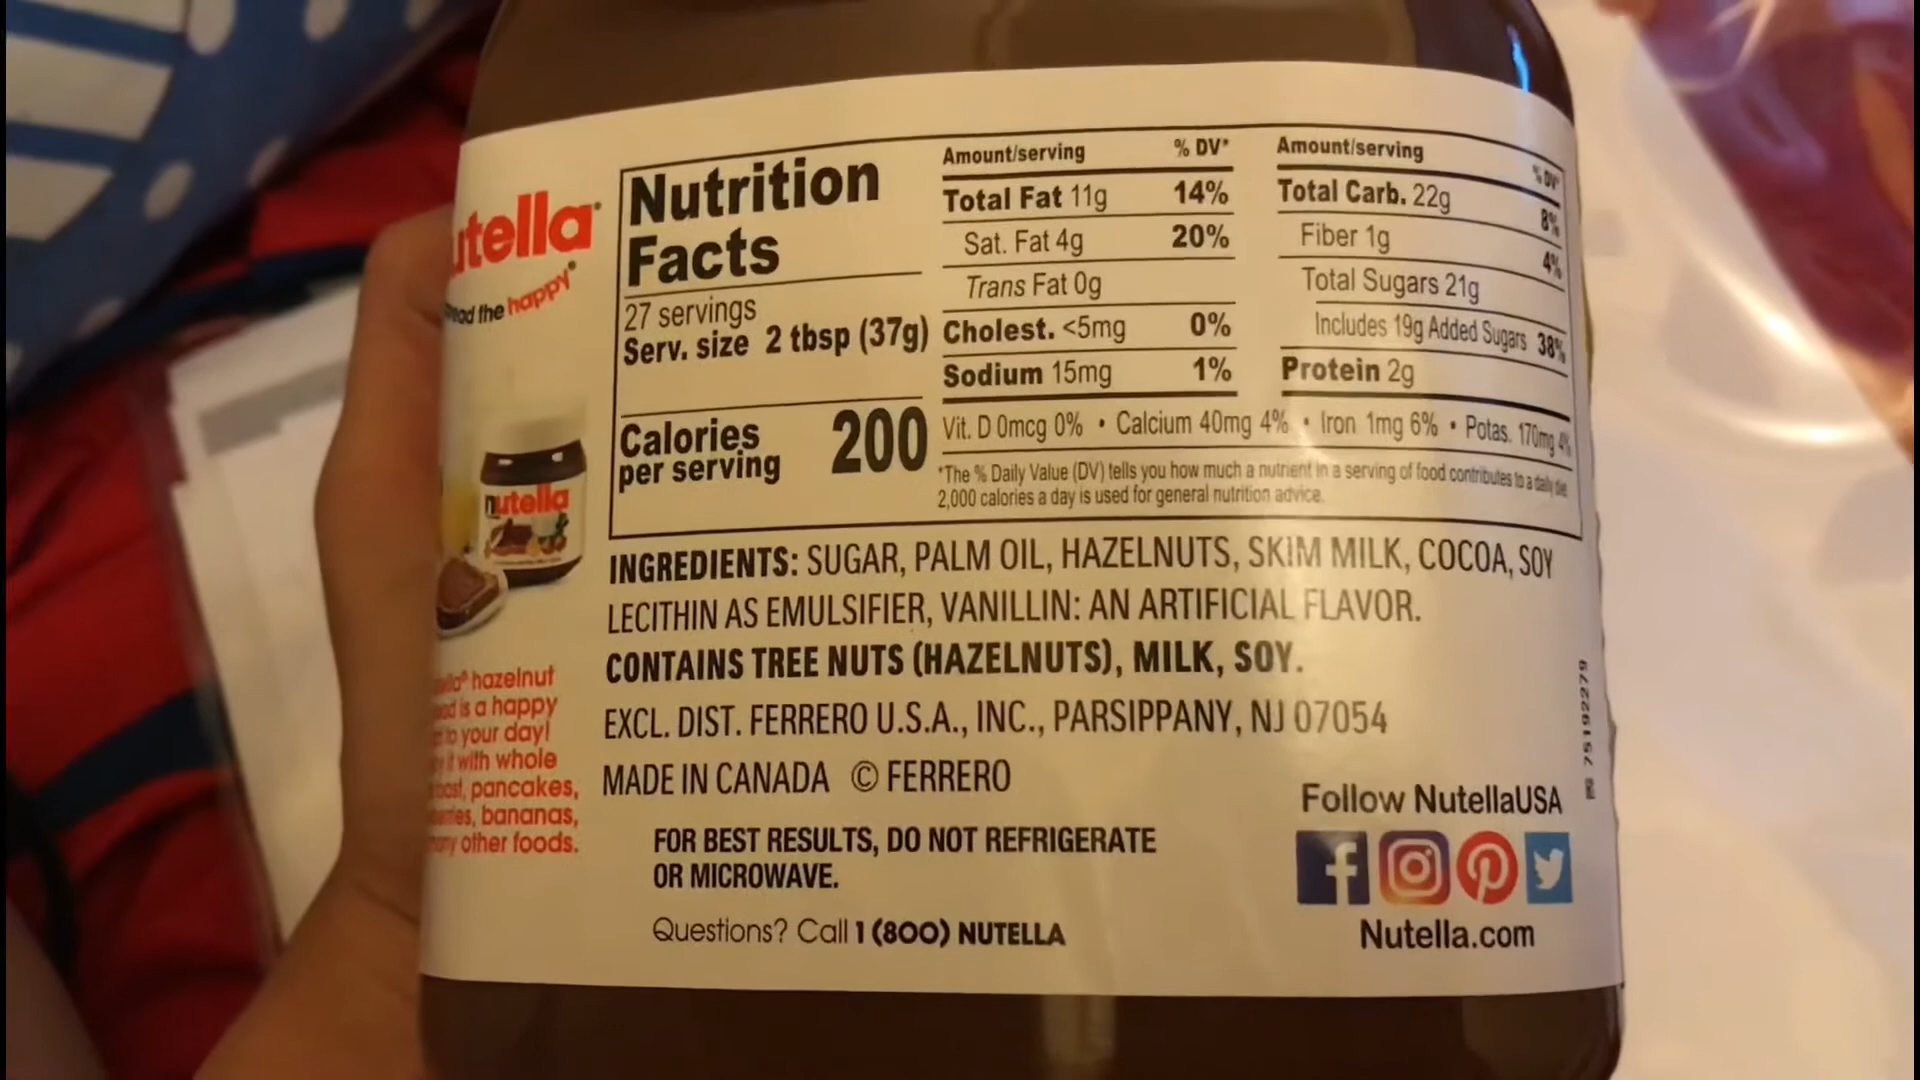 utella
the happy
Nutrition
Facts
27 servings
Serv. size 2 tbsp (37g)
Calories
per serving 200
Amount/serving % DV*
Total Fat 11g 14%
Sat. Fat 4g 20%
Trans Fat 0g
Cholest. <5mg 0%
Sodium 15mg 1%
Amount/serving % DV*
Total Carb. 22g 8%
Fiber 1g 4%
Total Sugars 21g
Includes 19g Added Sugars 38%
Protein 2g
Vit. D 0mcg 0% • Calcium 40mg 4% • Iron 1mg 6% • Potas. 170mg 4%
*The % Daily Value (DV) tells you how much a nutrient in a serving of food contributes to a daily diet
2,000 calories a day is used for general nutrition advice.
INGREDIENTS: SUGAR, PALM OIL, HAZELNUTS, SKIM MILK, COCOA, SOY
LECITHIN AS EMULSIFIER, VANILLIN: AN ARTIFICIAL FLAVOR.
CONTAINS TREE NUTS (HAZELNUTS), MILK, SOY.
EXCL. DIST. FERRERO U.S.A., INC., PARSIPPANY, NJ 07054
MADE IN CANADA © FERRERO
FOR BEST RESULTS, DO NOT REFRIGERATE
OR MICROWAVE.
Questions? Call 1 (800) NUTELLA
Follow NutellaUSA
Nutella.com
75192279
nutella
hazelnut
is a happy
to your day!
it with whole
pancakes,
bananas,
other foods.